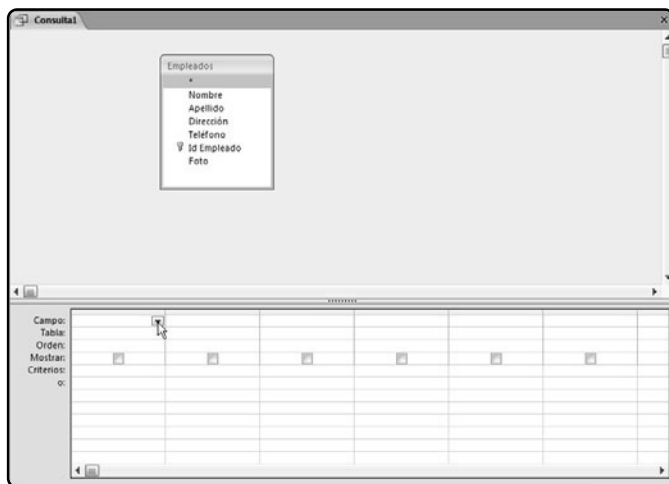 Consulta1
Empleados
*
Nombre
Apellido
Dirección
Teléfono
Id Empleado
Foto
Campo:
Tabla:
Orden:
Mostrar:
Criterios:
o: